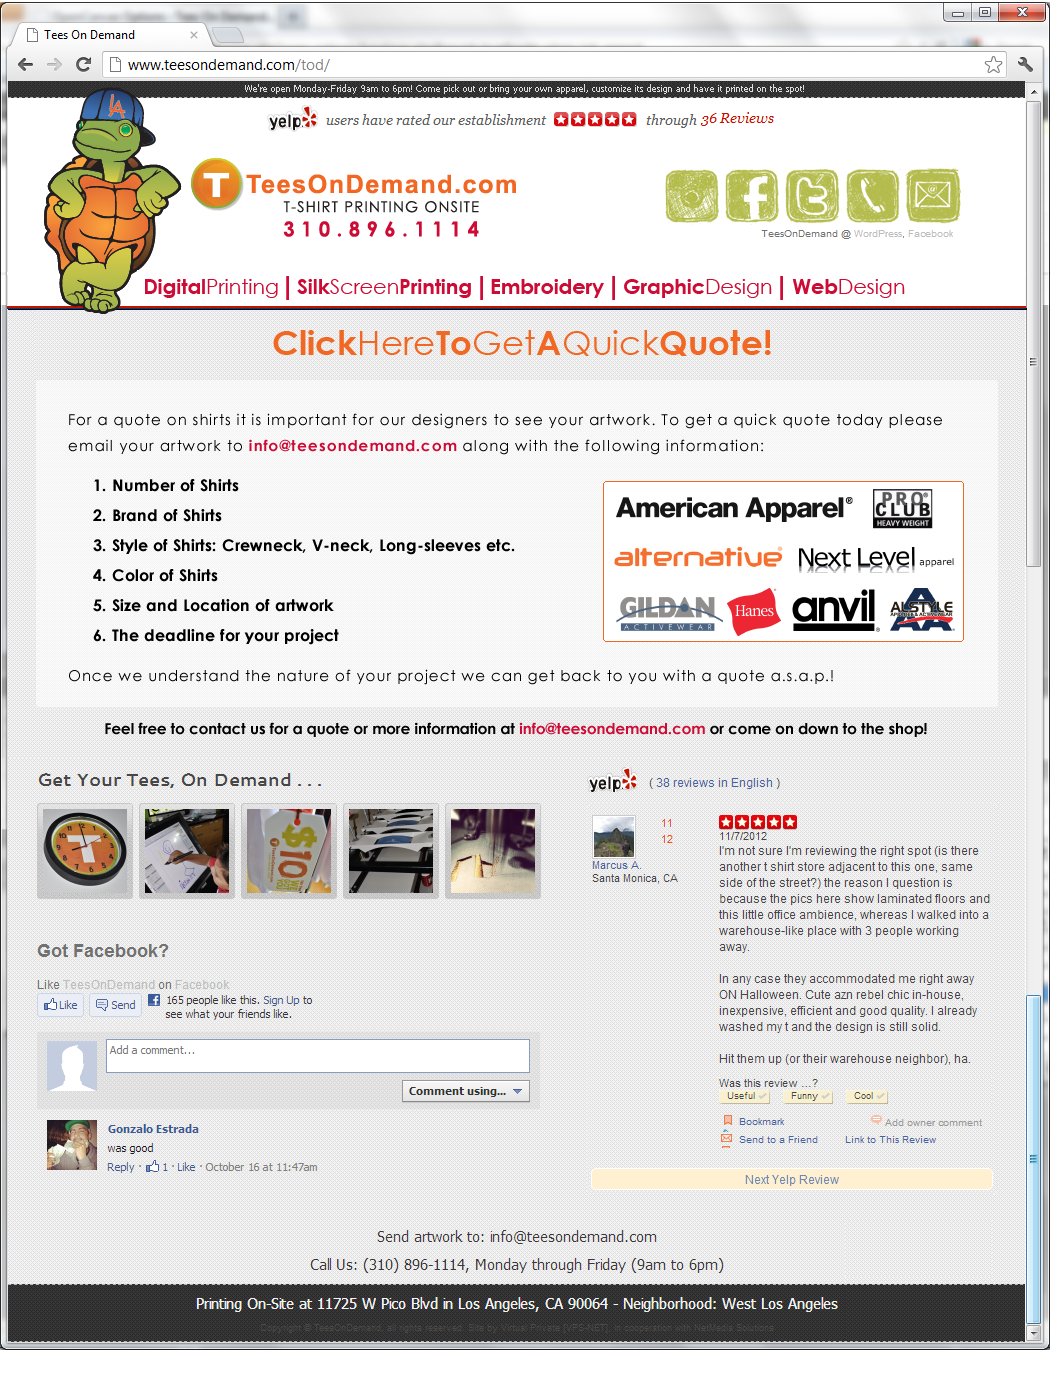 Tees On Demand
www.teesondemand.com/tod/
We're open Monday-Friday 9am to 6pm! Come pick out or bring your own apparel, customize its design and have it printed on the spot!
LA
yelp users have rated our establishment through 36 Reviews
T TeesOnDemand.com
T-SHIRT PRINTING ONSITE
310.896.1114
TeesOnDemand @ WordPress, Facebook
DigitalPrinting | SilkScreenPrinting | Embroidery | GraphicDesign | WebDesign
ClickHereToGetAQuickQuote!
For a quote on shirts it is important for our designers to see your artwork. To get a quick quote today please
email your artwork to info@teesondemand.com along with the following information:
1. Number of Shirts
2. Brand of Shirts
3. Style of Shirts: Crewneck, V-neck, Long-sleeves etc.
4. Color of Shirts
5. Size and Location of artwork
6. The deadline for your project
American Apparel®
PRO CLUB
HEAVY WEIGHT
alternative®
Next Level apparel
GILDAN
ACTIVEWEAR
Hanes
anvil®
ALSTYLE
APPAREL & ACTIVEWEAR
Once we understand the nature of your project we can get back to you with a quote a.s.a.p.!
Feel free to contact us for a quote or more information at info@teesondemand.com or come on down to the shop!
Get Your Tees, On Demand . . .
T
$10
Got Facebook?
Like TeesOnDemand on Facebook
Like Send 165 people like this. Sign Up to
see what your friends like.
Add a comment...
Comment using...
Gonzalo Estrada
was good
Reply · 1 · Like · October 16 at 11:47am
yelp ( 38 reviews in English )
11
12
Marcus A.
Santa Monica, CA
11/7/2012
I'm not sure I'm reviewing the right spot (is there
another t shirt store adjacent to this one, same
side of the street?) the reason I question is
because the pics here show laminated floors and
this little office ambience, whereas I walked into a
warehouse-like place with 3 people working
away.
In any case they accommodated me right away
ON Halloween. Cute azn rebel chic in-house,
inexpensive, efficient and good quality. I already
washed my t and the design is still solid.
Hit them up (or their warehouse neighbor), ha.
Was this review ...?
Useful Funny Cool
Bookmark Add owner comment
Send to a Friend Link to This Review
Next Yelp Review
Send artwork to: info@teesondemand.com
Call Us: (310) 896-1114, Monday through Friday (9am to 6pm)
Printing On-Site at 11725 W Pico Blvd in Los Angeles, CA 90064 - Neighborhood: West Los Angeles
Copyright © TeesOnDemand, all rights reserved. Site by Virtual Private [VPS-NET], in cooperation with NetMedia Solutions